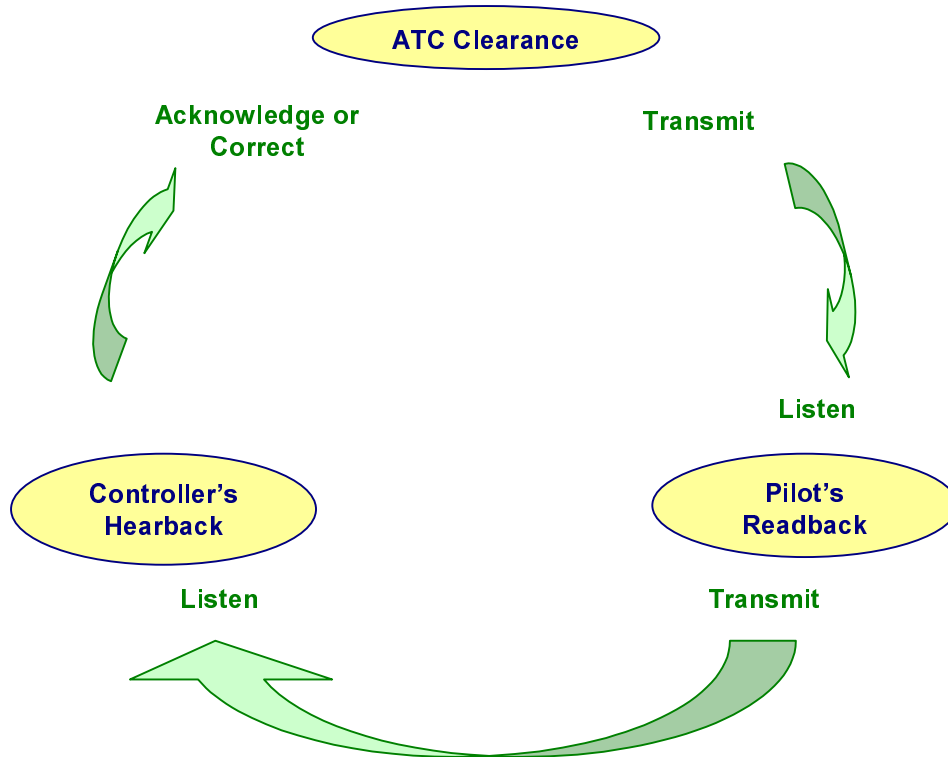 ATC Clearance
Acknowledge or
Correct
Transmit
Listen
Controller’s
Hearback
Pilot’s
Readback
Listen
Transmit